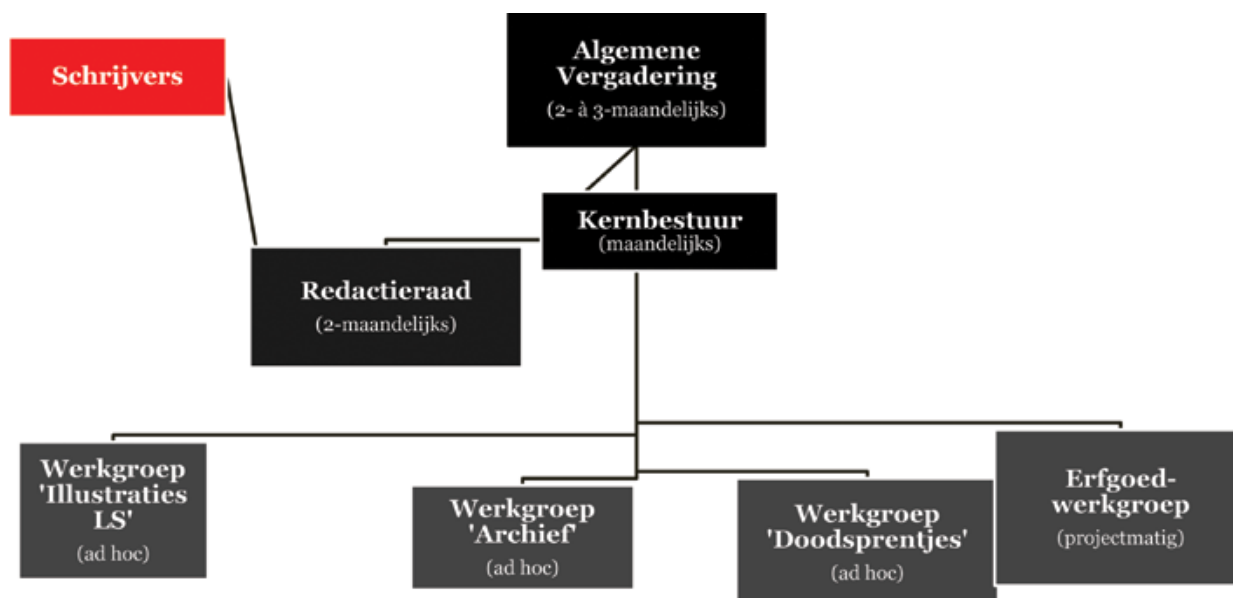 Schrijvers
Algemene
Vergadering
(2- à 3-maandelijks)
Kernbestuur
(maandelijks)
Redactieraad
(2-maandelijks)
Werkgroep
'Illustraties
LS'
(ad hoc)
Werkgroep
'Archief'
(ad hoc)
Werkgroep
'Doodsprentjes'
(ad hoc)
Erfgoed-
werkgroep
(projectmatig)